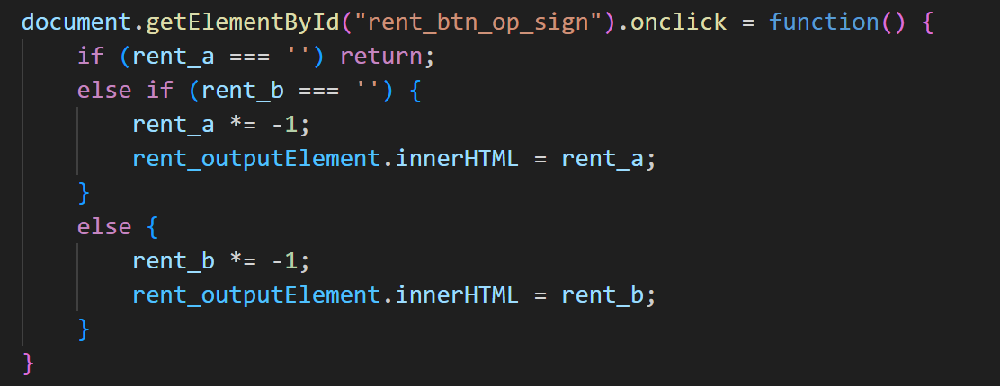 document.getElementById("rent_btn_op_sign").onclick = function() {
    if (rent_a === '') return;
    else if (rent_b === '') {
        rent_a *= -1;
        rent_outputElement.innerHTML = rent_a;
    }
    else {
        rent_b *= -1;
        rent_outputElement.innerHTML = rent_b;
    }
}